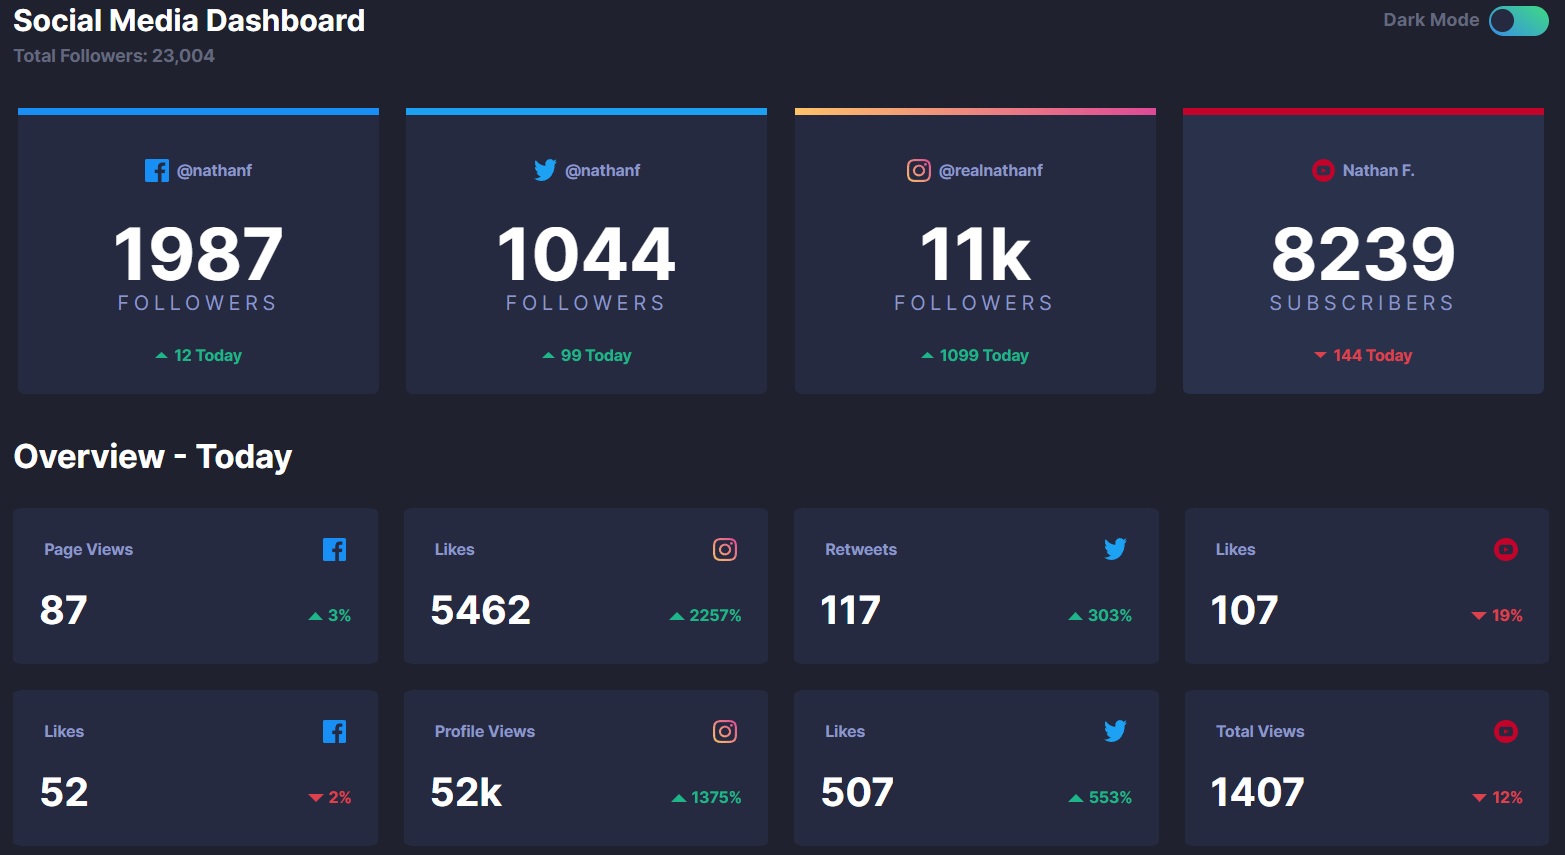 Social Media Dashboard
Dark Mode
Total Followers: 23,004
@nathanf
1987
FOLLOWERS
12 Today
@nathanf
1044
FOLLOWERS
99 Today
@realnathanf
11k
FOLLOWERS
1099 Today
Nathan F.
8239
SUBSCRIBERS
144 Today
Overview - Today
Page Views
87
3%
Likes
5462
2257%
Retweets
117
303%
Likes
107
19%
Likes
52
2%
Profile Views
52k
1375%
Likes
507
553%
Total Views
1407
12%